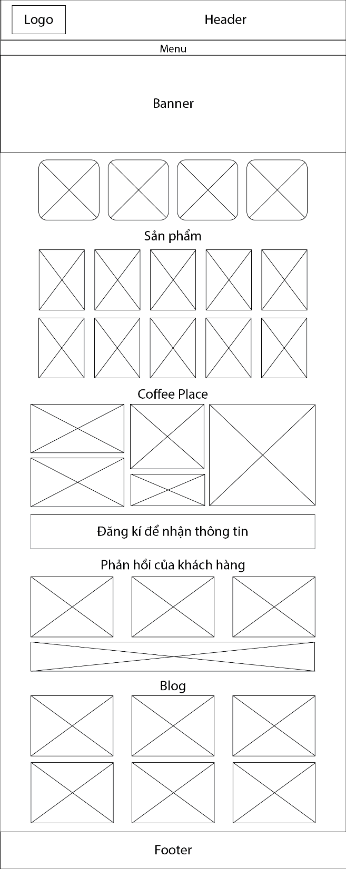 Logo
Header
Menu
Banner
Sản phẩm
Coffee Place
Đăng kí để nhận thông tin
Phản hồi của khách hàng
Blog
Footer